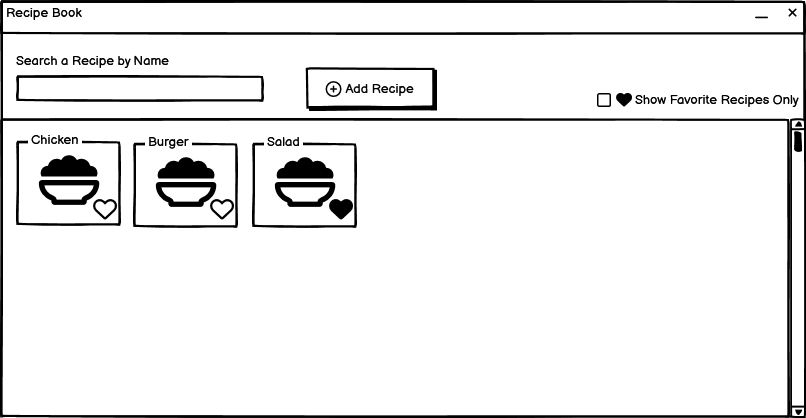 Recipe Book
Search a Recipe by Name
Add Recipe
Show Favorite Recipes Only
Chicken
Burger
Salad